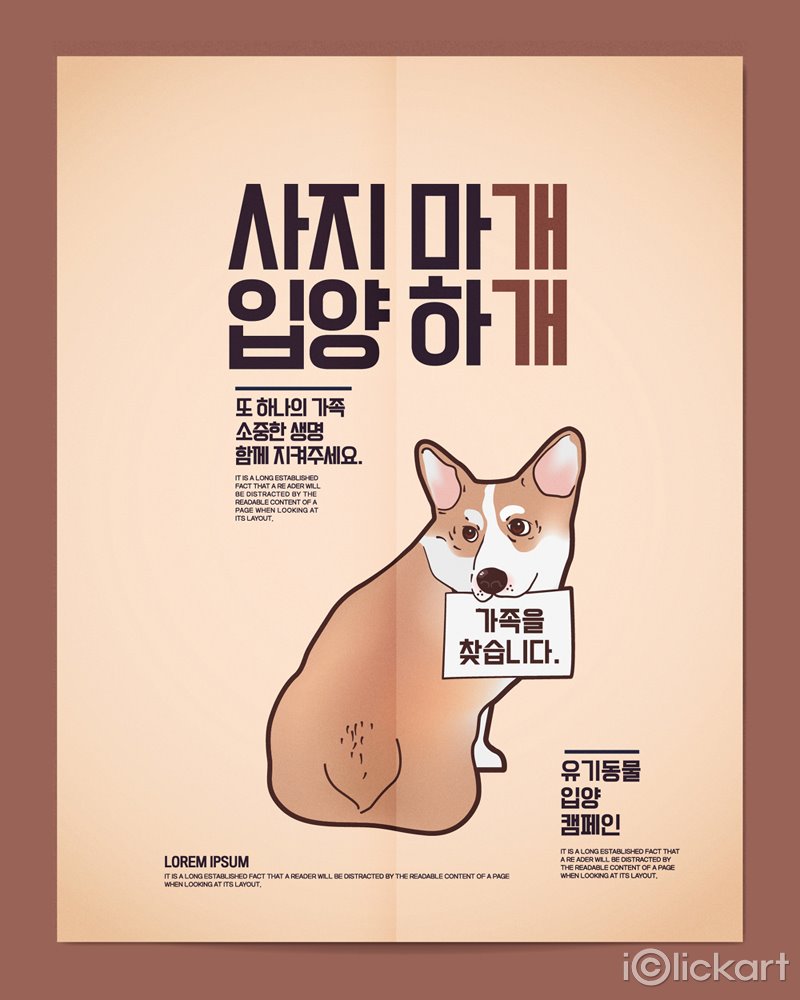 사지 마개
입양 하개
또 하나의 가족
소중한 생명
함께 지켜주세요.
IT IS A LONG ESTABLISHED
FACT THAT A RE ADER WILL
BE DISTRACTED BY THE
READABLE CONTENT OF A
PAGE WHEN LOOKING AT
ITS LAYOUT,
가족을
찾습니다.
유기동물
입양
캠페인
IT IS A LONG ESTABLISHED FACT THAT
A RE ADER WILL BE DISTRACTED BY
THE READABLE CONTENT OF A PAGE
WHEN LOOKING AT ITS LAYOUT,
LOREM IPSUM
IT IS A LONG ESTABLISHED FACT THAT A READER WILL BE DISTRACTED BY THE READABLE CONTENT OF A PAGE
WHEN LOOKING AT ITS LAYOUT,
iclickart